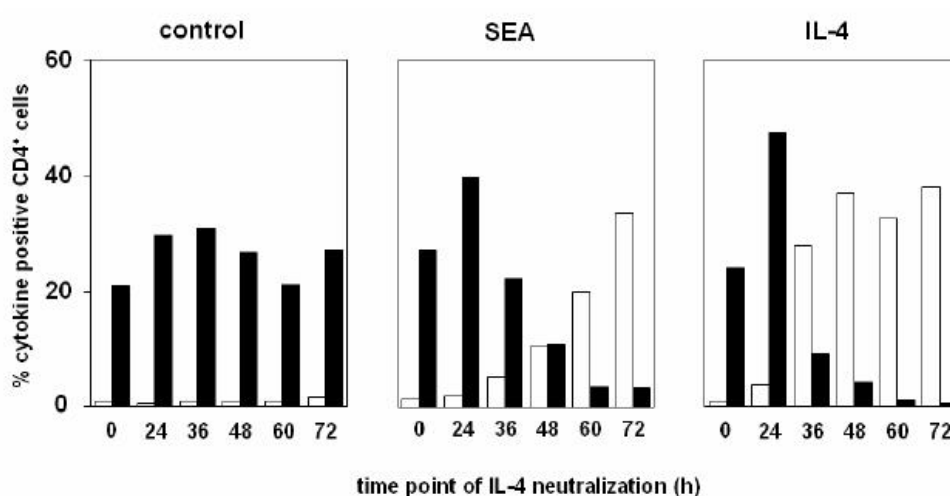 control SEA IL-4
% cytokine positive CD4⁺ cells
60
40
20
0
0 24 36 48 60 72 0 24 36 48 60 72 0 24 36 48 60 72
time point of IL-4 neutralization (h)